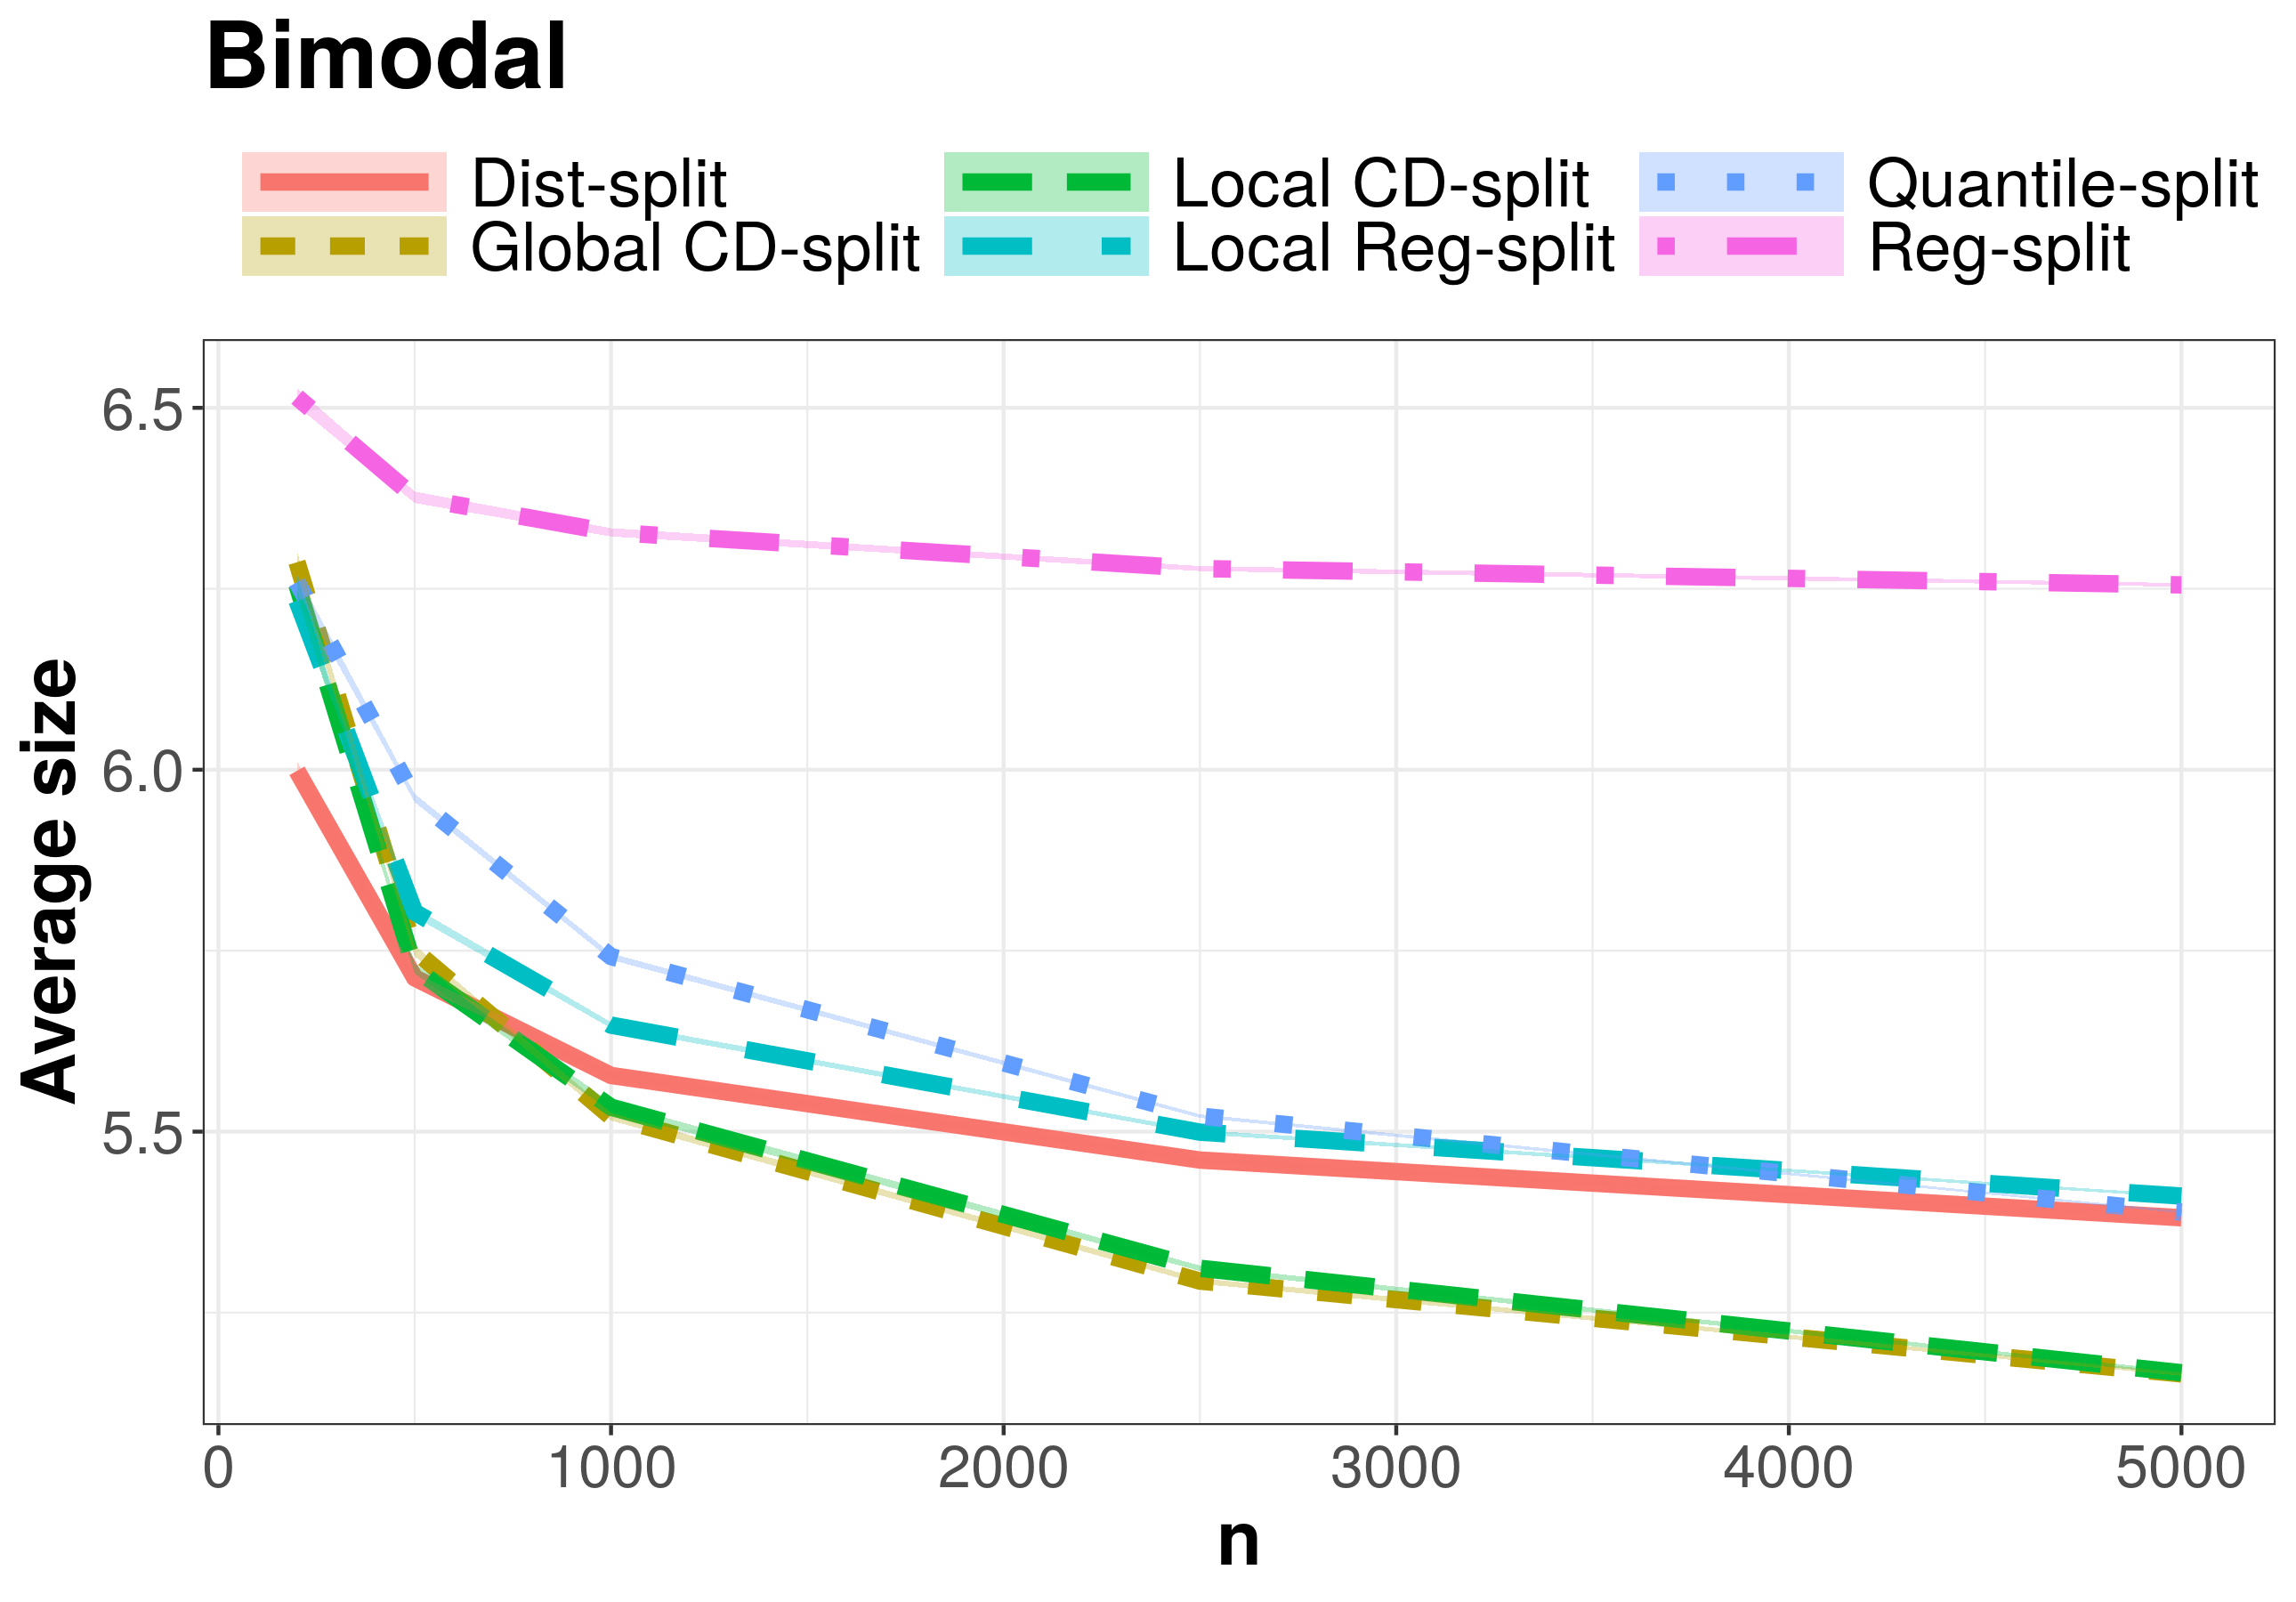 Bimodal
Dist-split Local CD-split Quantile-split
Global CD-split Local Reg-split Reg-split
Average size
6.5
6.0
5.5
0 1000 2000 3000 4000 5000
n